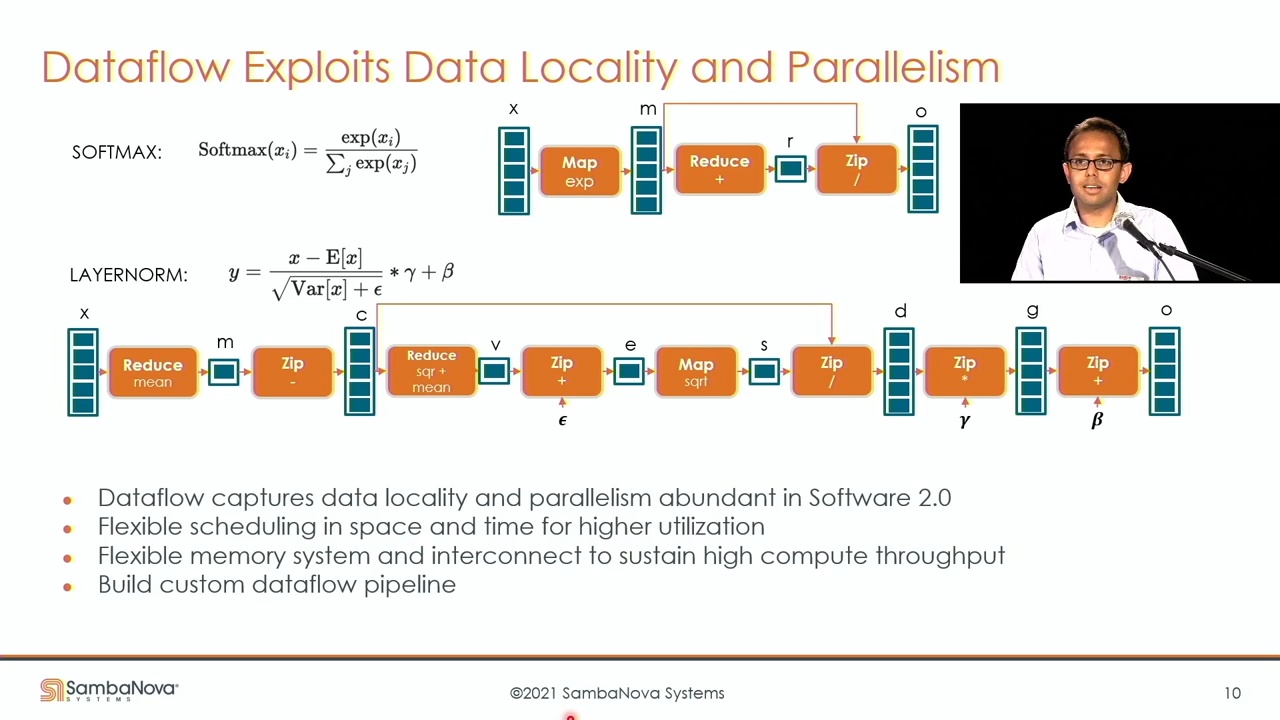 Dataflow Exploits Data Locality and Parallelism
SOFTMAX:
Softmax(xᵢ) = exp(xᵢ) / ∑ⱼ exp(xⱼ)
x
m
r
o
Map
exp
Reduce
+
Zip
/
LAYERNORM:
y = (x − E[x]) / √(Var[x] + ϵ) * γ + β
x
m
c
v
e
s
d
g
o
Reduce
mean
Zip
-
Reduce
sqr +
mean
Zip
+
Map
sqrt
Zip
/
Zip
*
Zip
+
ϵ
γ
β
• Dataflow captures data locality and parallelism abundant in Software 2.0
• Flexible scheduling in space and time for higher utilization
• Flexible memory system and interconnect to sustain high compute throughput
• Build custom dataflow pipeline
SambaNova
SYSTEMS
©2021 SambaNova Systems
10